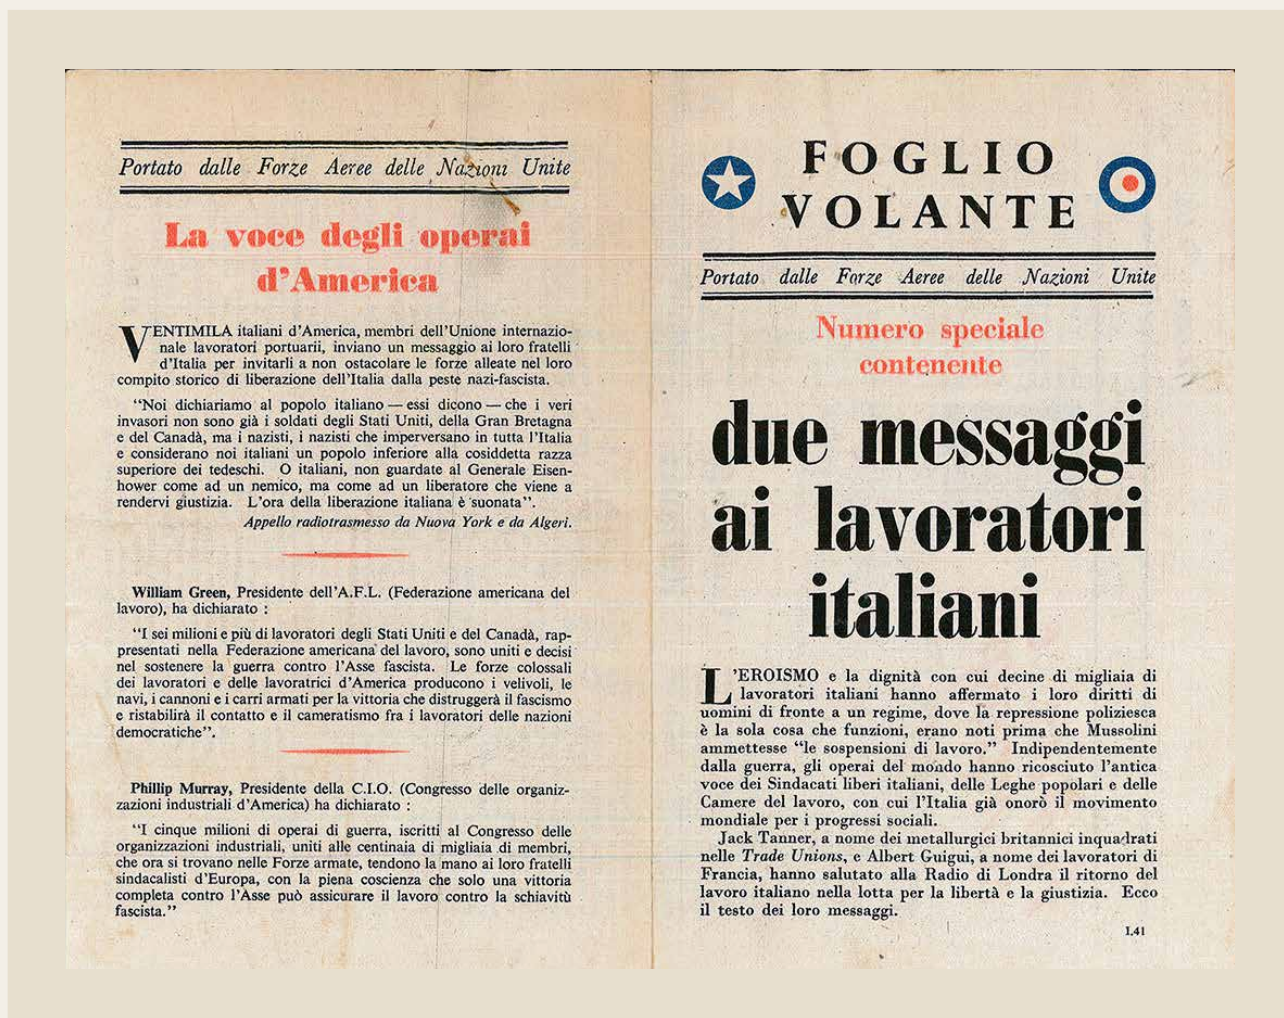 Portato dalle Forze Aeree delle Nazioni Unite
La voce degli operai
d'America
VENTIMILA italiani d'America, membri dell'Unione internazio-
nale lavoratori portuarii, inviano un messaggio ai loro fratelli
d'Italia per invitarli a non ostacolare le forze alleate nel loro
compito storico di liberazione dell'Italia dalla peste nazi-fascista.
"Noi dichiariamo al popolo italiano — essi dicono — che i veri
invasori non sono già i soldati degli Stati Uniti, della Gran Bretagna
e del Canadà, ma i nazisti, i nazisti che imperversano in tutta l'Italia
e considerano noi italiani un popolo inferiore alla cosiddetta razza
superiore dei tedeschi. O italiani, non guardate al Generale Eisen-
hower come ad un nemico, ma come ad un liberatore che viene a
rendervi giustizia. L'ora della liberazione italiana è suonata".
Appello radiotrasmesso da Nuova York e da Algeri.
William Green, Presidente dell'A.F.L. (Federazione americana del
lavoro), ha dichiarato :
"I sei milioni e più di lavoratori degli Stati Uniti e del Canadà, rap-
presentati nella Federazione americana del lavoro, sono uniti e decisi
nel sostenere la guerra contro l'Asse fascista. Le forze colossali
dei lavoratori e delle lavoratrici d'America producono i velivoli, le
navi, i cannoni e i carri armati per la vittoria che distruggerà il fascismo
e ristabilirà il contatto e il cameratismo fra i lavoratori delle nazioni
democratiche".
Phillip Murray, Presidente della C.I.O. (Congresso delle organiz-
zazioni industriali d'America) ha dichiarato :
"I cinque milioni di operai di guerra, iscritti al Congresso delle
organizzazioni industriali, uniti alle centinaia di migliaia di membri,
che ora si trovano nelle Forze armate, tendono la mano ai loro fratelli
sindacalisti d'Europa, con la piena coscienza che solo una vittoria
completa contro l'Asse può assicurare il lavoro contro la schiavitù
fascista."
FOGLIO
VOLANTE
Portato dalle Forze Aeree delle Nazioni Unite
Numero speciale
contenente
due messaggi
ai lavoratori
italiani
L'EROISMO e la dignità con cui decine di migliaia di
lavoratori italiani hanno affermato i loro diritti di
uomini di fronte a un regime, dove la repressione poliziesca
è la sola cosa che funzioni, erano noti prima che Mussolini
ammettesse "le sospensioni di lavoro." Indipendentemente
dalla guerra, gli operai del mondo hanno ricosciuto l'antica
voce dei Sindacati liberi italiani, delle Leghe popolari e delle
Camere del lavoro, con cui l'Italia già onorò il movimento
mondiale per i progressi sociali.
Jack Tanner, a nome dei metallurgici britannici inquadrati
nelle Trade Unions, e Albert Guigui, a nome dei lavoratori di
Francia, hanno salutato alla Radio di Londra il ritorno del
lavoro italiano nella lotta per la libertà e la giustizia. Ecco
il testo dei loro messaggi.
I.41